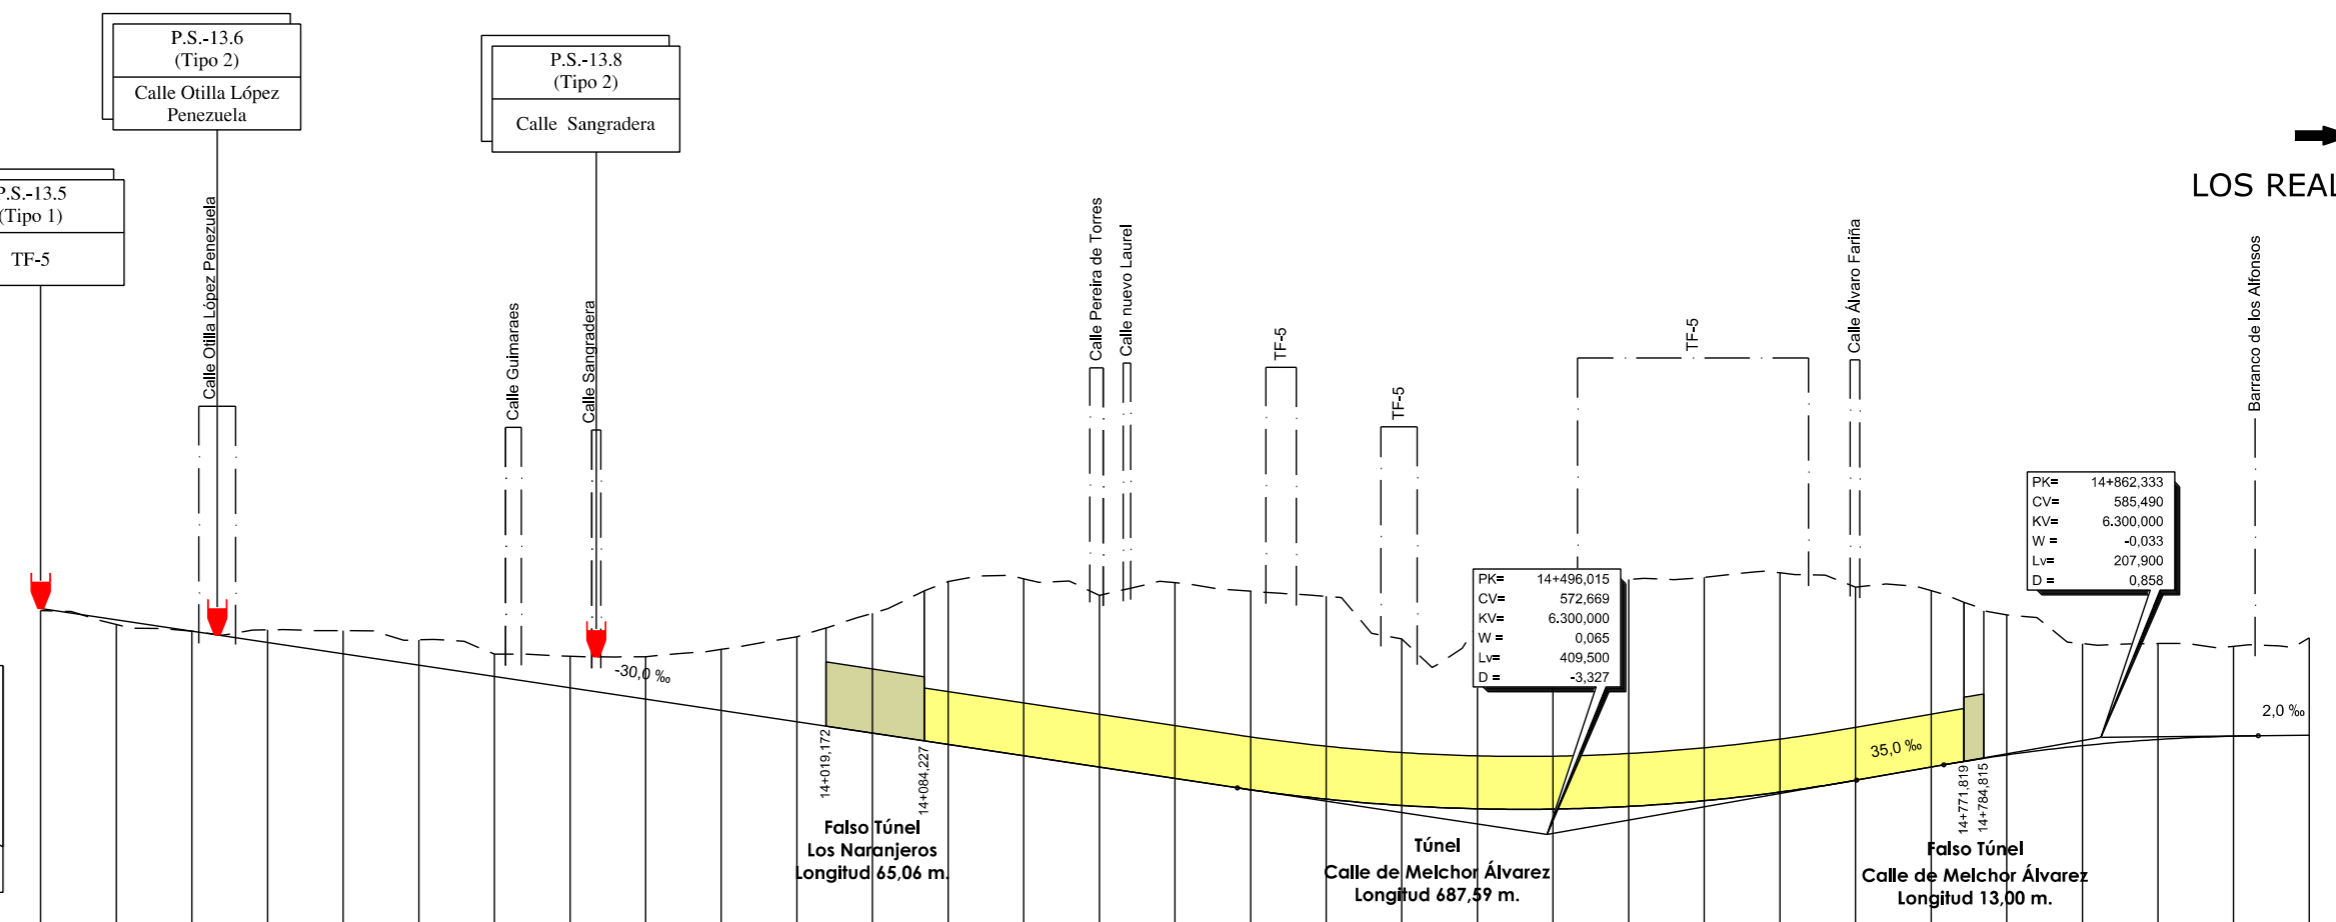 P.S.-13.6
(Tipo 2)
Calle Otilla López
Penezuela
P.S.-13.8
(Tipo 2)
Calle Sangradera
P.S.-13.5
(Tipo 1)
TF-5
LOS REAL
Calle Otilla López Penezuela
Calle Guimaraes
Calle Sangradera
Calle Pereira de Torres
Calle nuevo Laurel
TF-5
TF-5
TF-5
Calle Álvaro Fariña
Barranco de los Alfonsos
PK= 14+862,333
CV= 585,490
KV= 6.300,000
W = -0,033
Lv= 207,900
D = 0,858
PK= 14+496,015
CV= 572,669
KV= 6.300,000
W = 0,065
Lv= 409,500
D = -3,327
-30,0 ‰
35,0 ‰
2,0 ‰
14+019,172
14+084,227
14+771,819
14+784,815
Falso Túnel
Los Naranjeros
Longitud 65,06 m.
Túnel
Calle de Melchor Álvarez
Longitud 687,59 m.
Falso Túnel
Calle de Melchor Álvarez
Longitud 13,00 m.